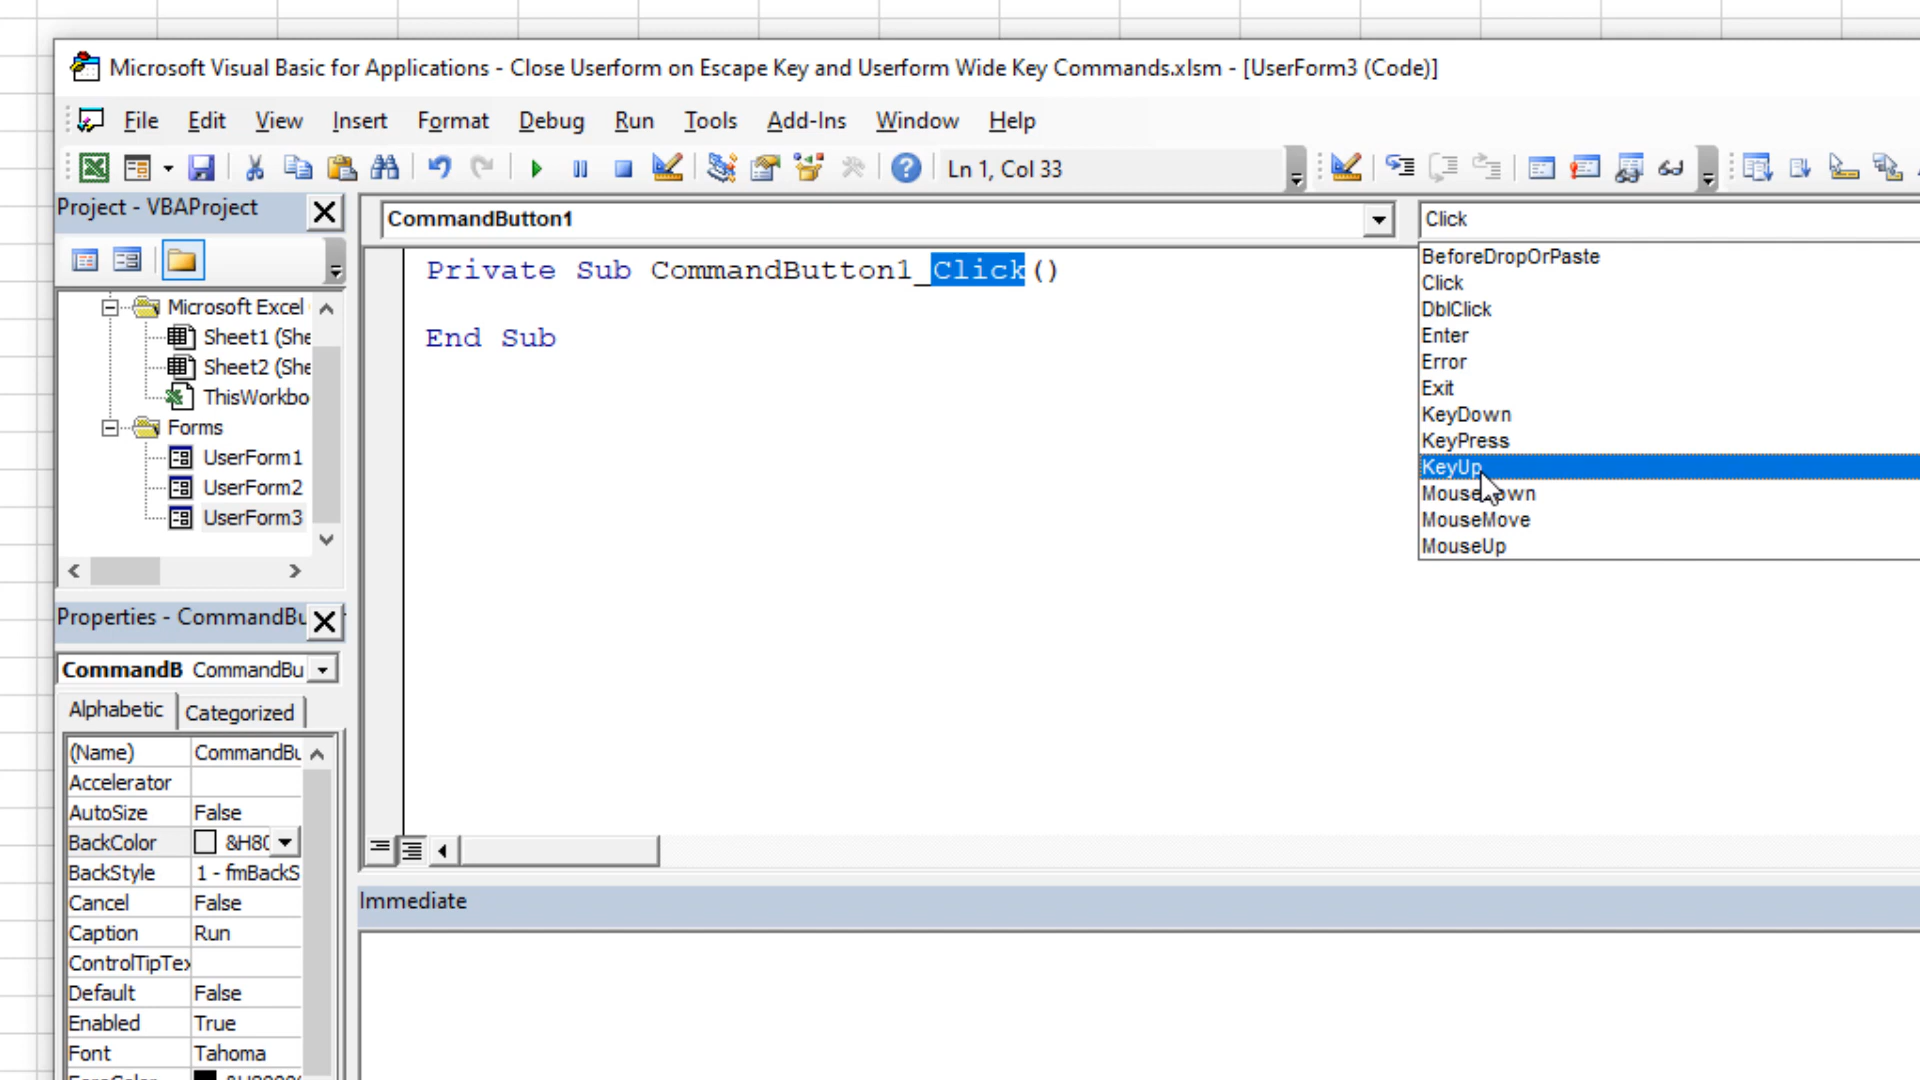 Microsoft Visual Basic for Applications - Close Userform on Escape Key and Userform Wide Key Commands.xlsm - [UserForm3 (Code)]
File Edit View Insert Format Debug Run Tools Add-Ins Window Help
Ln 1, Col 33
Project - VBAProject
Microsoft Excel
Sheet1 (She
Sheet2 (She
ThisWorkbo
Forms
UserForm1
UserForm2
UserForm3
CommandButton1
Click
Private Sub CommandButton1_Click()
End Sub
BeforeDropOrPaste
Click
DblClick
Enter
Error
Exit
KeyDown
KeyPress
KeyUp
MouseDown
MouseMove
MouseUp
Properties - CommandBu
CommandB CommandBu
Alphabetic Categorized
(Name) CommandBu
Accelerator
AutoSize False
BackColor &H80
BackStyle 1 - fmBackS
Cancel False
Caption Run
ControlTipTex
Default False
Enabled True
Font Tahoma
Immediate